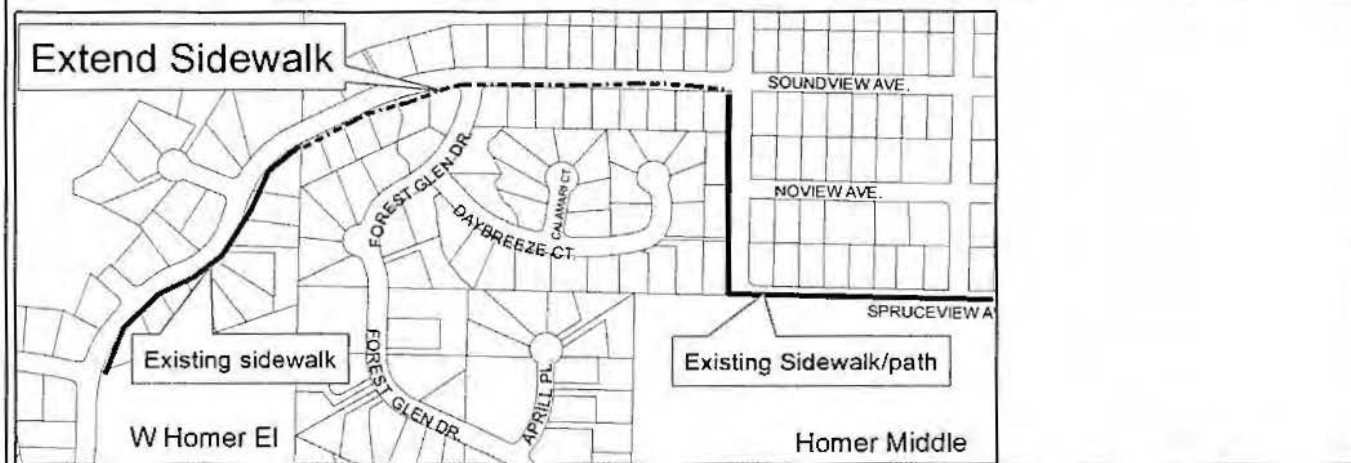 Extend Sidewalk
SOUNDVIEW AVE.
FOREST GLEN DR.
CALAMARI CT
NOVIEW AVE.
DAYBREEZE CT.
SPRUCEVIEW A
Existing sidewalk
Existing Sidewalk/path
FOREST GLEN DR.
APRILL PL
W Homer El
Homer Middle